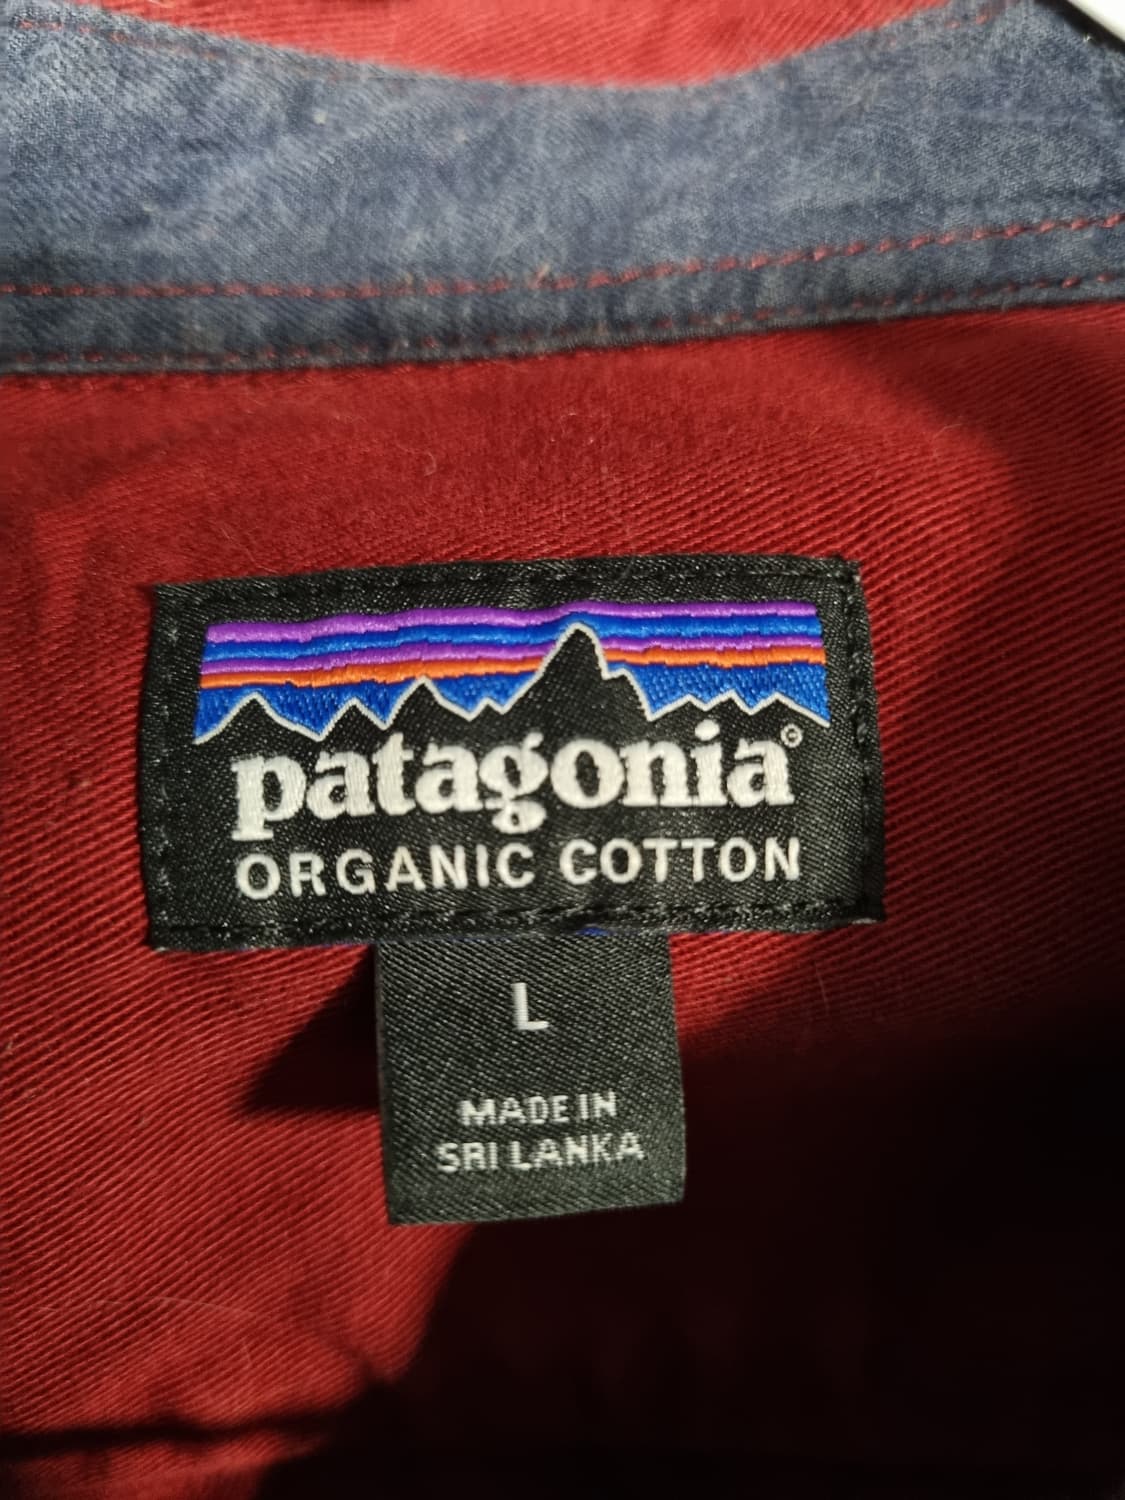 patagonia©
ORGANIC COTTON
L
MADE IN
SRI LANKA